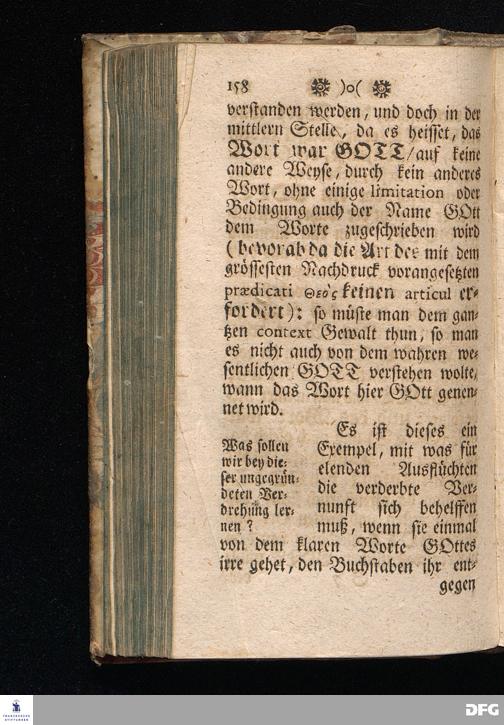 158 )o(
verstanden werden, und doch in der
mittlern Stelle, da es heisset, das
Wort war GOTT/auf keine
andere Weyse, durch kein anderes
Wort, ohne einige limitation oder
Bedingung auch der Name GOtt
dem Worte zugeschrieben wird
(bevorab da die Art des mit dem
grössesten Nachdruck vorangesetzten
prædicati Θεὸς keinen articul er-
fordert): so müste man dem gan-
tzen context Gewalt thun, so man
es nicht auch von dem wahren we-
sentlichen GOTT verstehen wolte,
wann das Wort hier GOtt genen-
net wird.
Was sollen
wir bey die-
ser ungegrün-
deten Ver-
drehung ler-
nen?
Es ist dieses ein
Exempel, mit was für
elenden Ausflüchten
die verderbte Ver-
nunft sich behelffen
muß, wenn sie einmal
von dem klaren Worte GOttes
irre gehet, den Buchstaben ihr ent-
gegen
FRANCKESCHE
STIFTUNGEN
DFG